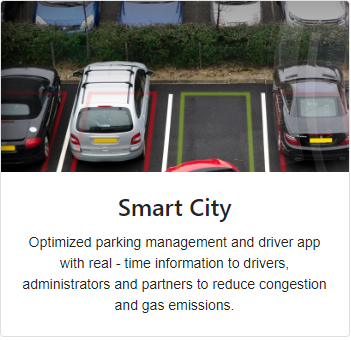 Smart City
Optimized parking management and driver app
with real - time information to drivers,
administrators and partners to reduce congestion
and gas emissions.